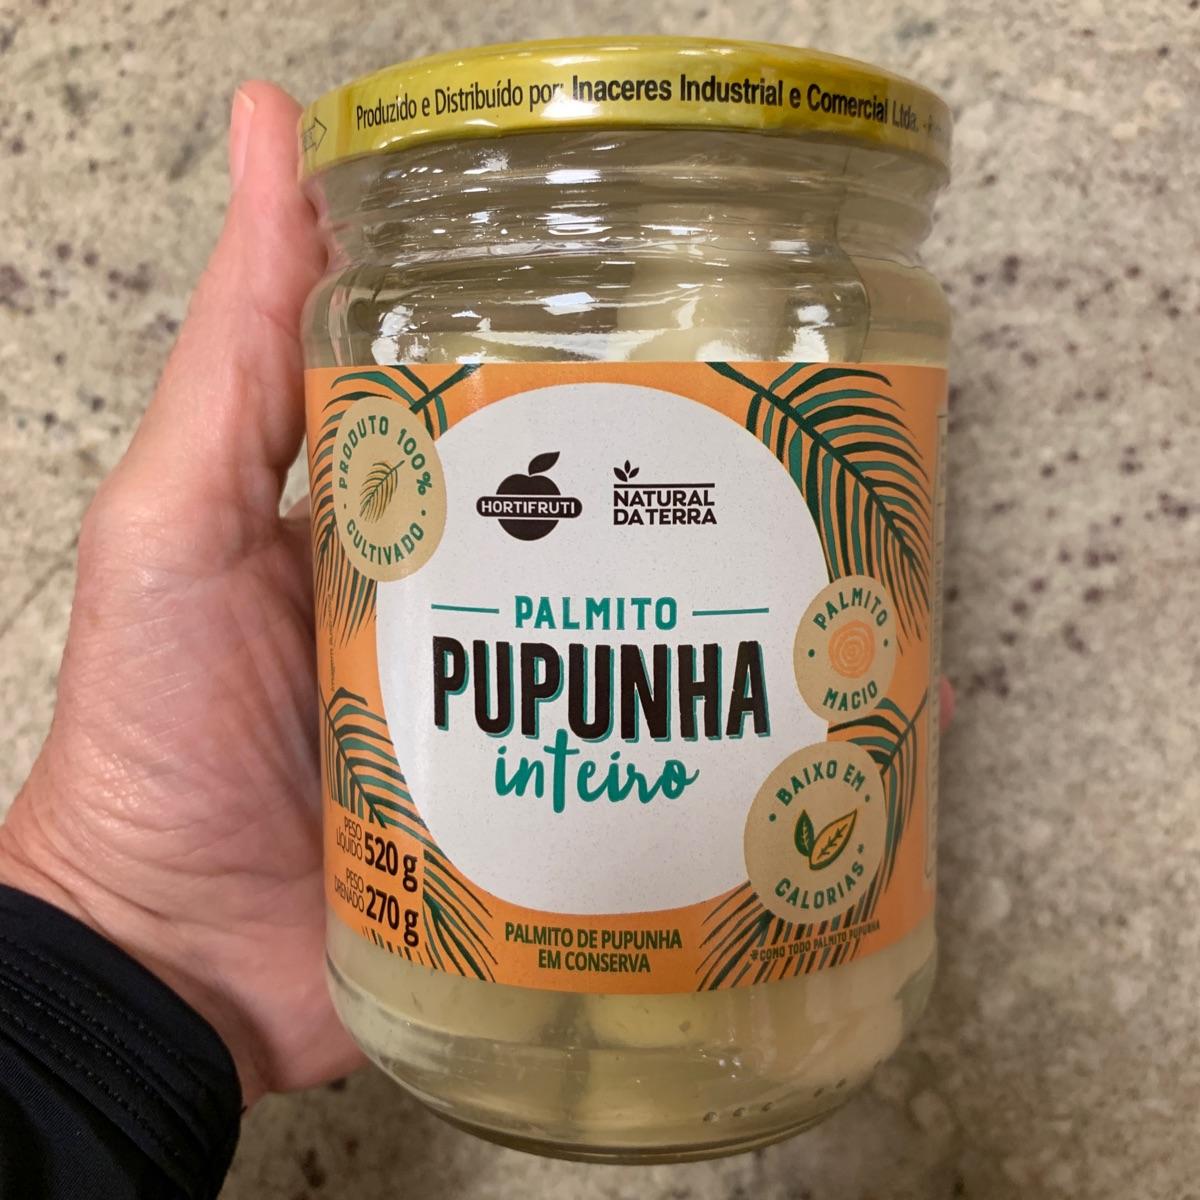 Produzido e Distribuído por: Inaceres Industrial e Comercial Ltda.
PRODUTO 100%
CULTIVADO
HORTIFRUTI
NATURAL
DA TERRA
PALMITO
PUPUNHA
inteiro
PALMITO
MACIO
BAIXO EM
CALORIAS*
PESO
LÍQUIDO 520 g
PESO
DRENADO 270 g
PALMITO DE PUPUNHA
EM CONSERVA
*COMO TODO PALMITO PUPUNHA